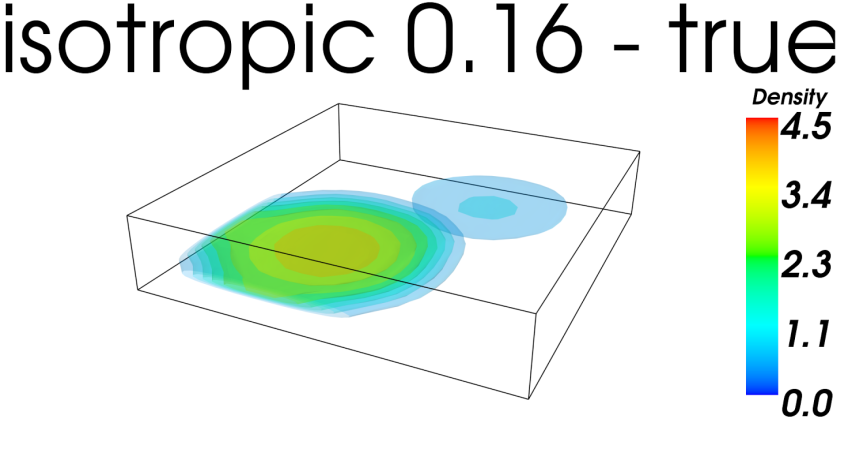 isotropic 0.16 - true
Density
4.5
3.4
2.3
1.1
0.0